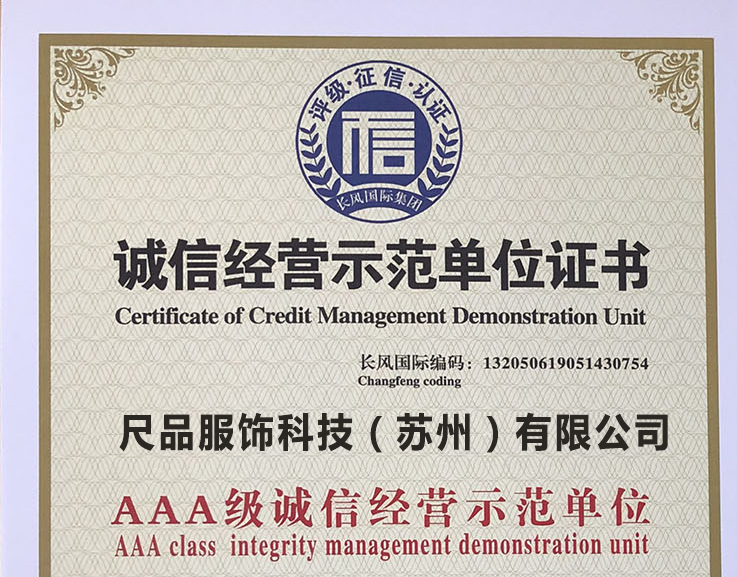 评级·征信·认证
信
长风国际集团
诚信经营示范单位证书
Certificate of Credit Management Demonstration Unit
长风国际编码：132050619051430754
Changfeng coding
尺品服饰科技（苏州）有限公司
AAA级诚信经营示范单位
AAA class integrity management demonstration unit